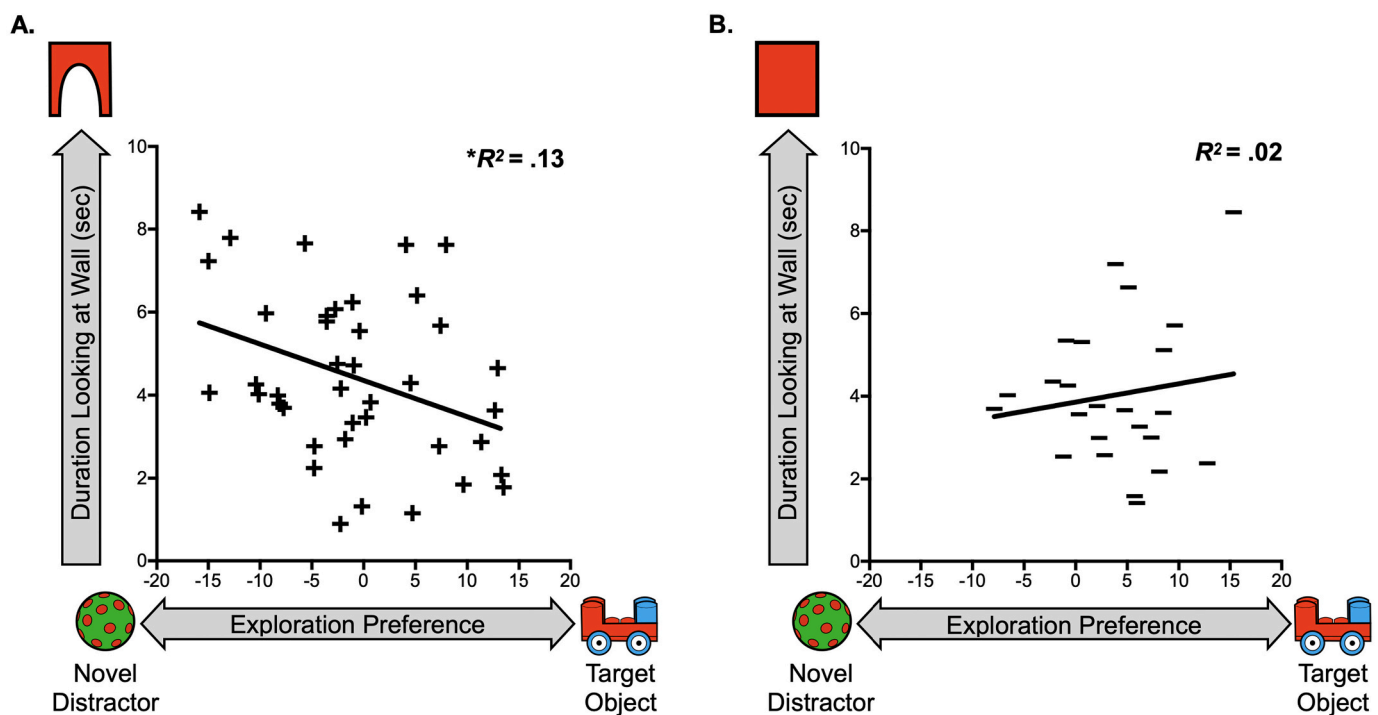 A.
*R² = .13
Duration Looking at Wall (sec)
10
8
6
4
2
0
-20 -15 -10 -5 0 5 10 15 20
Exploration Preference
Novel
Distractor
Target
Object
B.
R² = .02
Duration Looking at Wall (sec)
10
8
6
4
2
0
-20 -15 -10 -5 0 5 10 15 20
Exploration Preference
Novel
Distractor
Target
Object